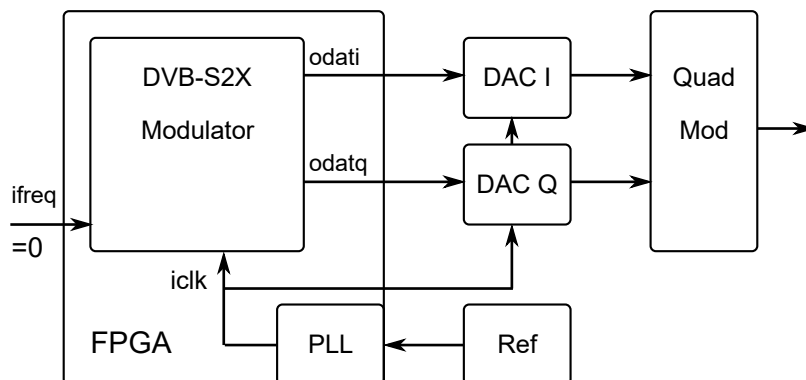 DVB-S2X
Modulator
odati
odatq
DAC I
DAC Q
Quad
Mod
ifreq
=0
iclk
FPGA
PLL
Ref